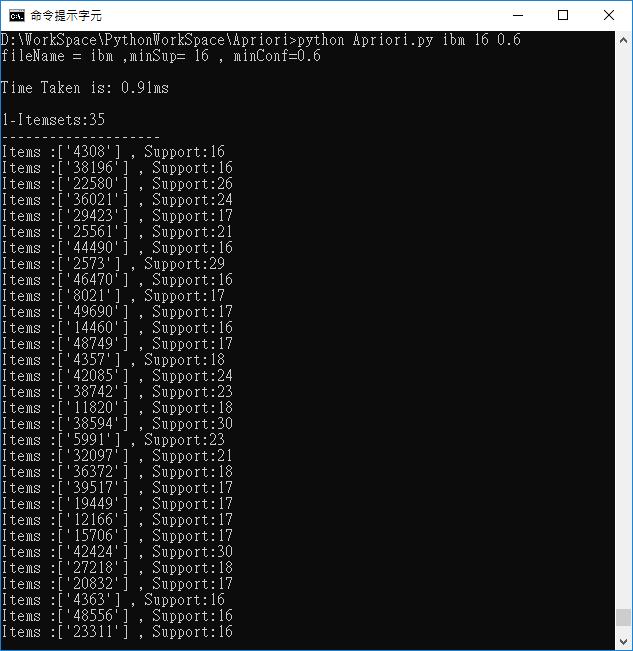 命令提示字元
D:\WorkSpace\PythonWorkSpace\Apriori>python Apriori.py ibm 16 0.6
fileName = ibm ,minSup= 16 , minConf=0.6
Time Taken is: 0.91ms
1-Itemsets:35
--------------------
Items :['4308'] , Support:16
Items :['38196'] , Support:16
Items :['22580'] , Support:26
Items :['36021'] , Support:24
Items :['29423'] , Support:17
Items :['25561'] , Support:21
Items :['44490'] , Support:16
Items :['2573'] , Support:29
Items :['46470'] , Support:16
Items :['8021'] , Support:17
Items :['49690'] , Support:17
Items :['14460'] , Support:16
Items :['48749'] , Support:17
Items :['4357'] , Support:18
Items :['42085'] , Support:24
Items :['38742'] , Support:23
Items :['11820'] , Support:18
Items :['38594'] , Support:30
Items :['5991'] , Support:23
Items :['32097'] , Support:21
Items :['36372'] , Support:18
Items :['39517'] , Support:17
Items :['19449'] , Support:17
Items :['12166'] , Support:17
Items :['15706'] , Support:17
Items :['42424'] , Support:30
Items :['27218'] , Support:18
Items :['20832'] , Support:17
Items :['4363'] , Support:16
Items :['48556'] , Support:16
Items :['23311'] , Support:16